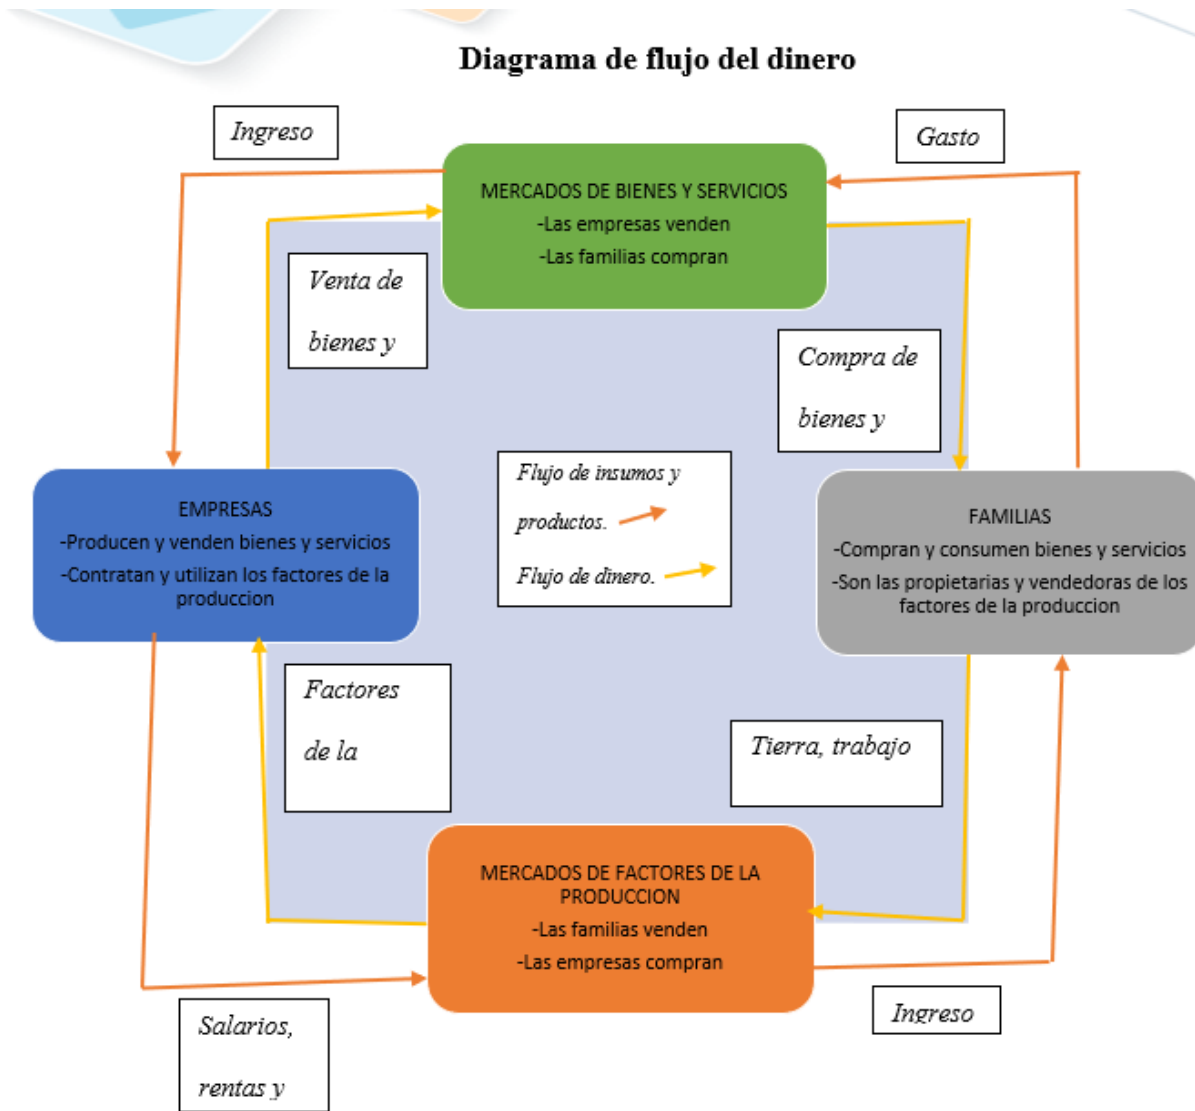 Diagrama de flujo del dinero
Ingreso
Gasto
MERCADOS DE BIENES Y SERVICIOS
-Las empresas venden
-Las familias compran
Venta de
bienes y
Compra de
bienes y
Flujo de insumos y
productos.
Flujo de dinero.
EMPRESAS
-Producen y venden bienes y servicios
-Contratan y utilizan los factores de la
produccion
FAMILIAS
-Compran y consumen bienes y servicios
-Son las propietarias y vendedoras de los
factores de la produccion
Factores
de la
Tierra, trabajo
MERCADOS DE FACTORES DE LA
PRODUCCION
-Las familias venden
-Las empresas compran
Salarios,
rentas y
Ingreso